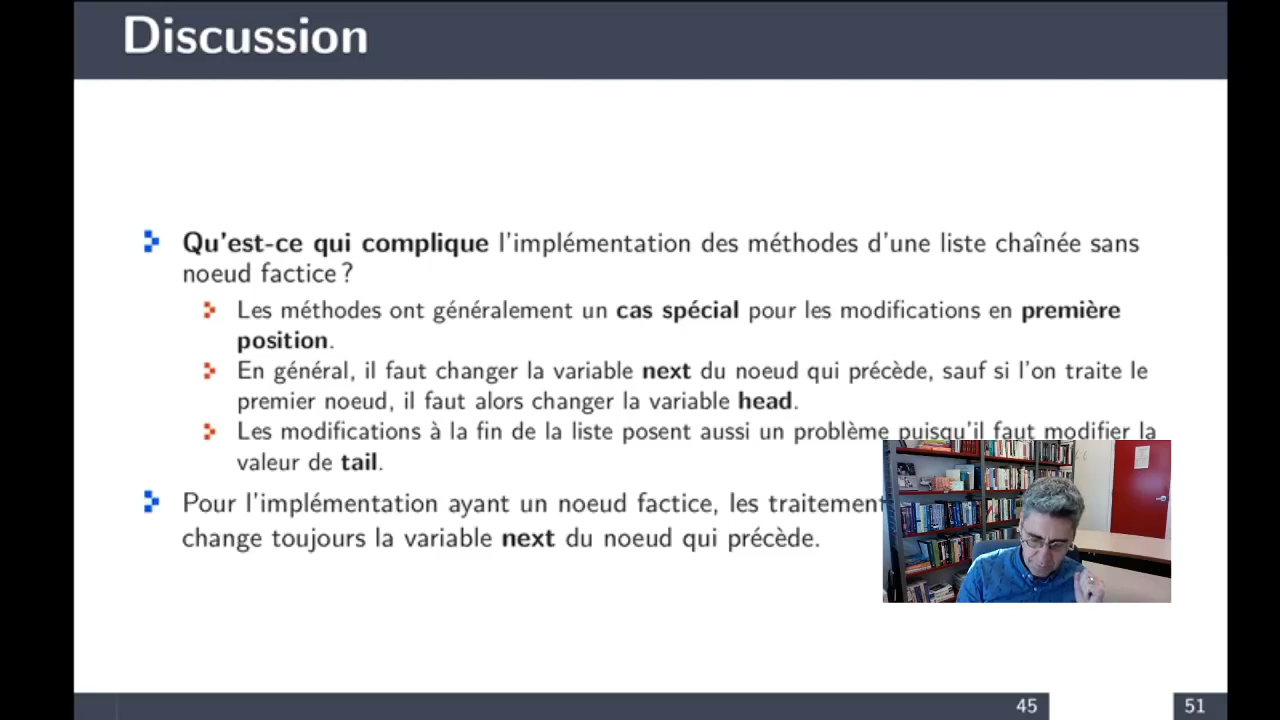 Discussion
Qu'est-ce qui complique l'implémentation des méthodes d'une liste chaînée sans
noeud factice ?
Les méthodes ont généralement un cas spécial pour les modifications en première
position.
En général, il faut changer la variable next du noeud qui précède, sauf si l'on traite le
premier noeud, il faut alors changer la variable head.
Les modifications à la fin de la liste posent aussi un problème puisqu'il faut modifier la
valeur de tail.
Pour l'implémentation ayant un noeud factice, les traitement
change toujours la variable next du noeud qui précède.
45
51